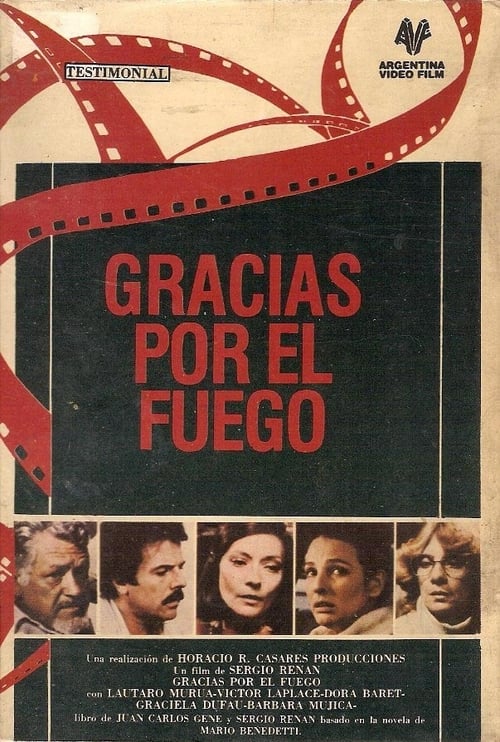 TESTIMONIAL
AVF
ARGENTINA
VIDEO FILM
GRACIAS
POR EL
FUEGO
Una realización de HORACIO R. CASARES PRODUCCIONES
Un film de SERGIO RENAN
GRACIAS POR EL FUEGO
con LAUTARO MURUA-VICTOR LAPLACE-DORA BARET-
GRACIELA DUFAU-BARBARA MUJICA-
libro de JUAN CARLOS GENE y SERGIO RENAN basado en la novela de
MARIO BENEDETTI.